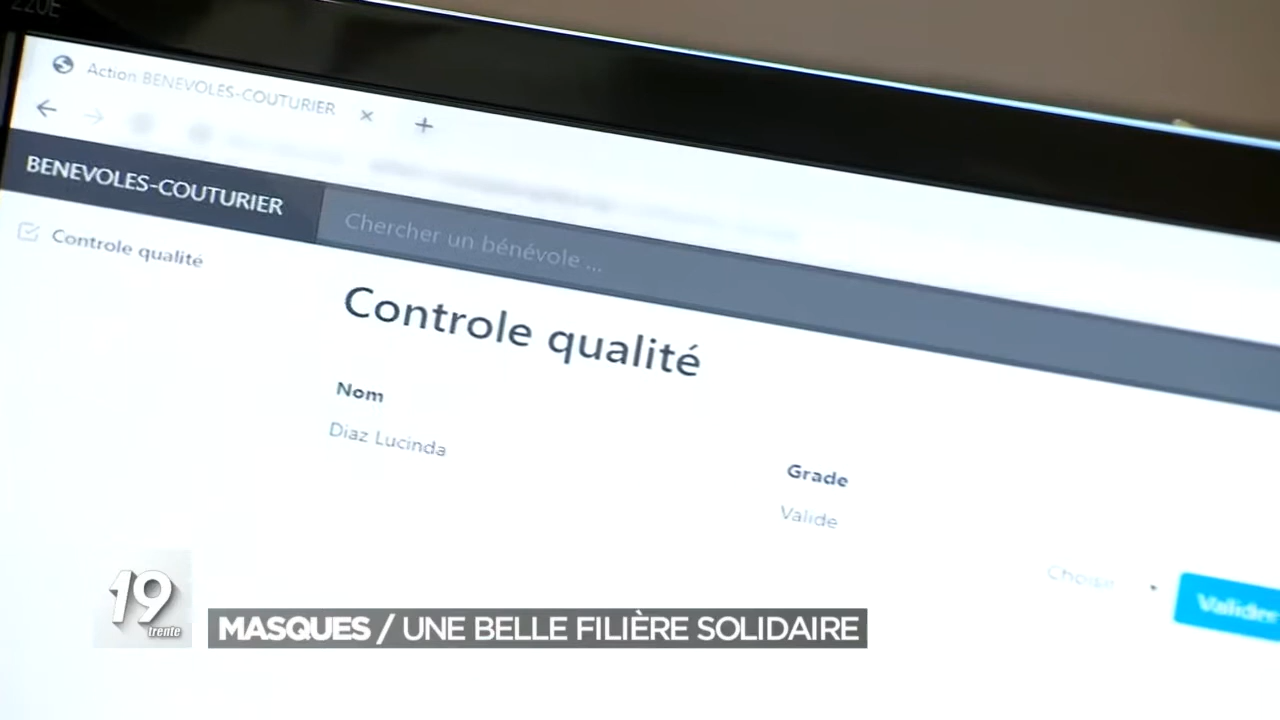 220E
Action BENEVOLES-COUTURIER
BENEVOLES-COUTURIER
Chercher un bénévole ...
Controle qualité
Controle qualité
Nom
Diaz Lucinda
Grade
Valide
Choisir
Valider
19
trente
MASQUES / UNE BELLE FILIÈRE SOLIDAIRE